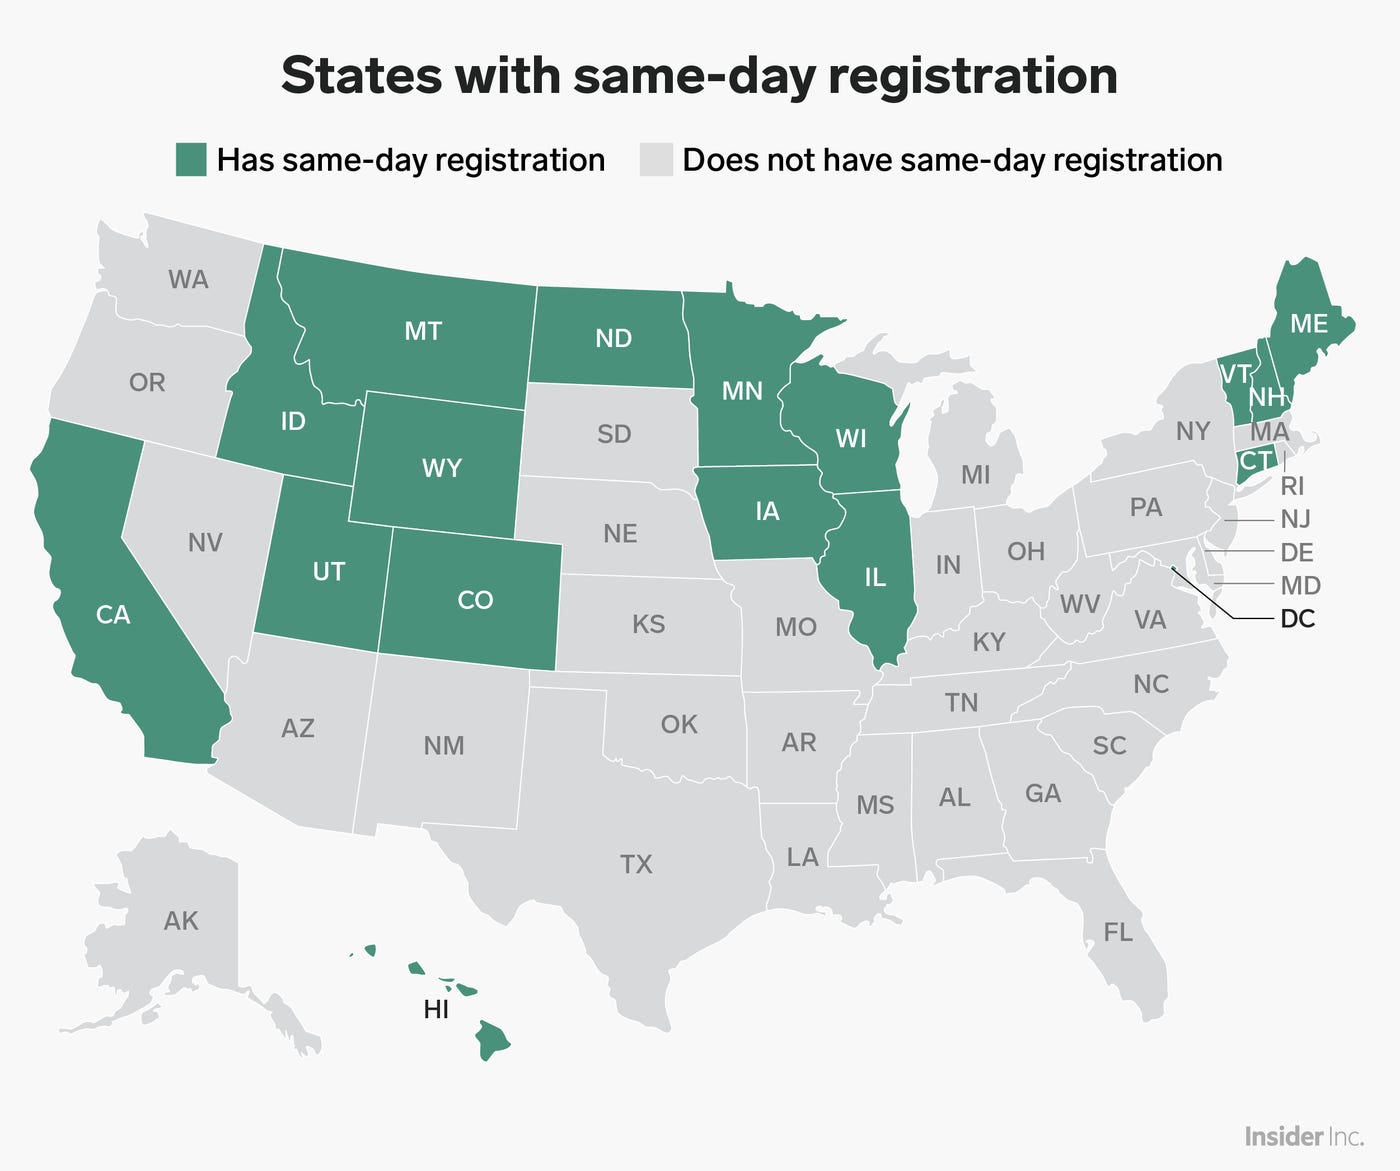 States with same-day registration
Has same-day registration
Does not have same-day registration
WA
MT
ND
ME
OR
MN
VT
NH
ID
SD
WI
NY
MA
WY
MI
CT
RI
IA
PA
NV
NE
NJ
UT
IL
IN
OH
DE
CO
MD
CA
KS
MO
WV
VA
DC
KY
NC
AZ
NM
OK
AR
TN
SC
MS
AL
GA
TX
LA
AK
FL
HI
Insider Inc.